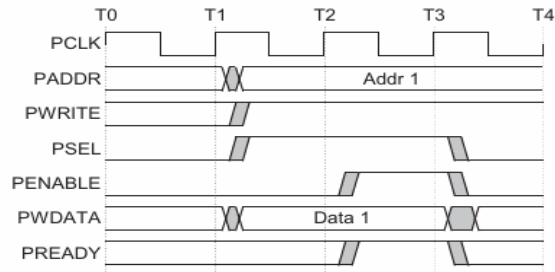 T0 T1 T2 T3 T4
PCLK
PADDR Addr 1
PWRITE
PSEL
PENABLE
PWDATA Data 1
PREADY